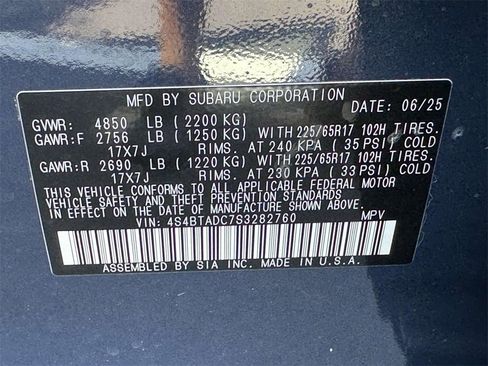 MFD BY SUBARU CORPORATION
DATE: 06/25
GVWR: 4850 LB (2200 KG)
GAWR:F 2756 LB (1250 KG) WITH 225/65R17 102H TIRES.
17X7J RIMS. AT 240 KPA (35 PSI) COLD
GAWR:R 2690 LB (1220 KG) WITH 225/65R17 102H TIRES.
17X7J RIMS. AT 230 KPA (33 PSI) COLD
THIS VEHICLE CONFORMS TO ALL APPLICABLE FEDERAL MOTOR
VEHICLE SAFETY AND THEFT PREVENTION STANDARDS
IN EFFECT ON THE DATE OF MANUFACTURE SHOWN ABOVE.
VIN: 4S4BTADC7S3282760 MPV
ASSEMBLED BY SIA INC. MADE IN U.S.A.